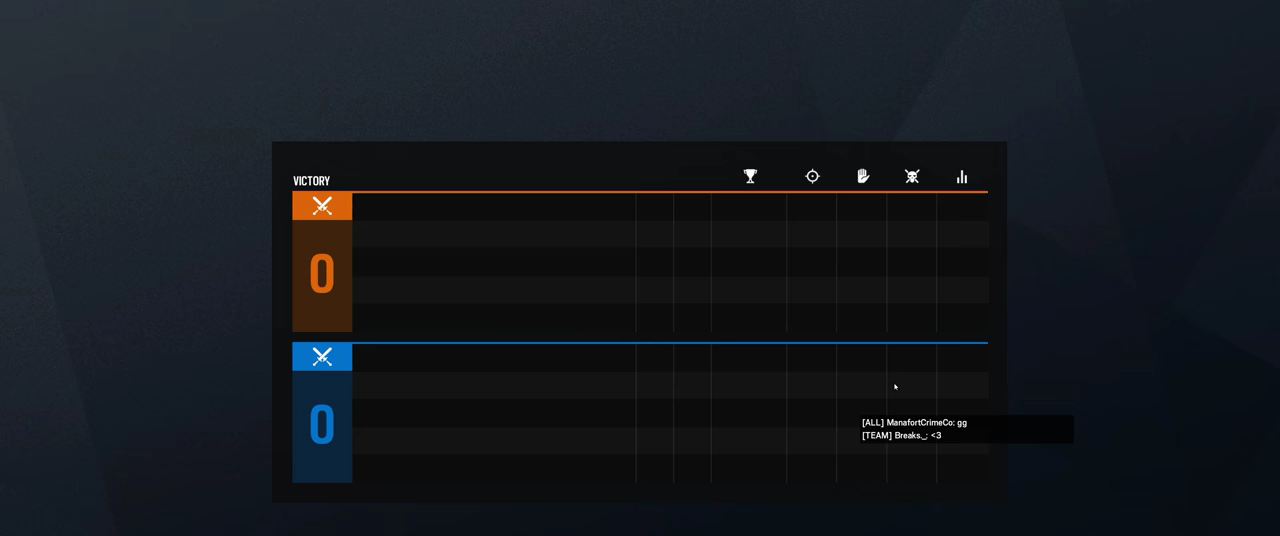 VICTORY
0
0
[ALL] ManafortCrimeCo: gg
[TEAM] Breaks._: <3